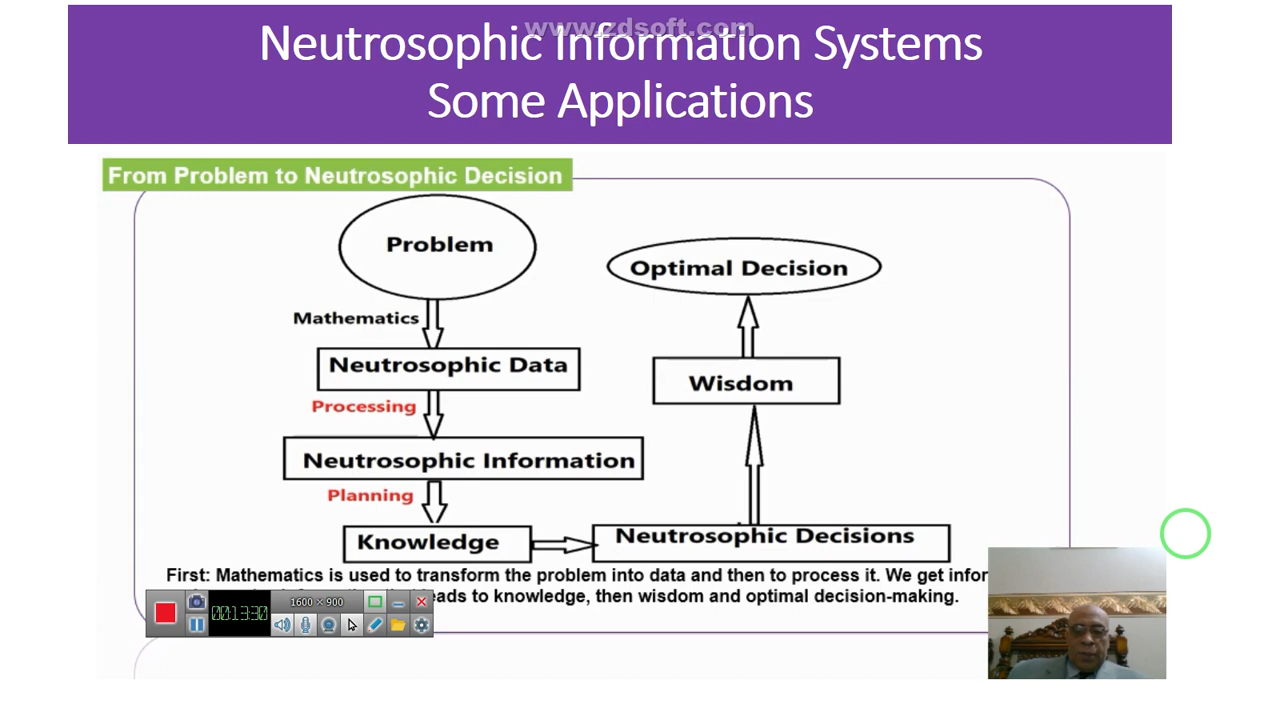 www.zdsoft.com
Neutrosophic Information Systems
Some Applications
From Problem to Neutrosophic Decision
Problem
Mathematics
Neutrosophic Data
Processing
Neutrosophic Information
Planning
Knowledge
Neutrosophic Decisions
Wisdom
Optimal Decision
First: Mathematics is used to transform the problem into data and then to process it. We get
to knowledge, then wisdom and optimal decision-making.
00:13:30
1600 × 900